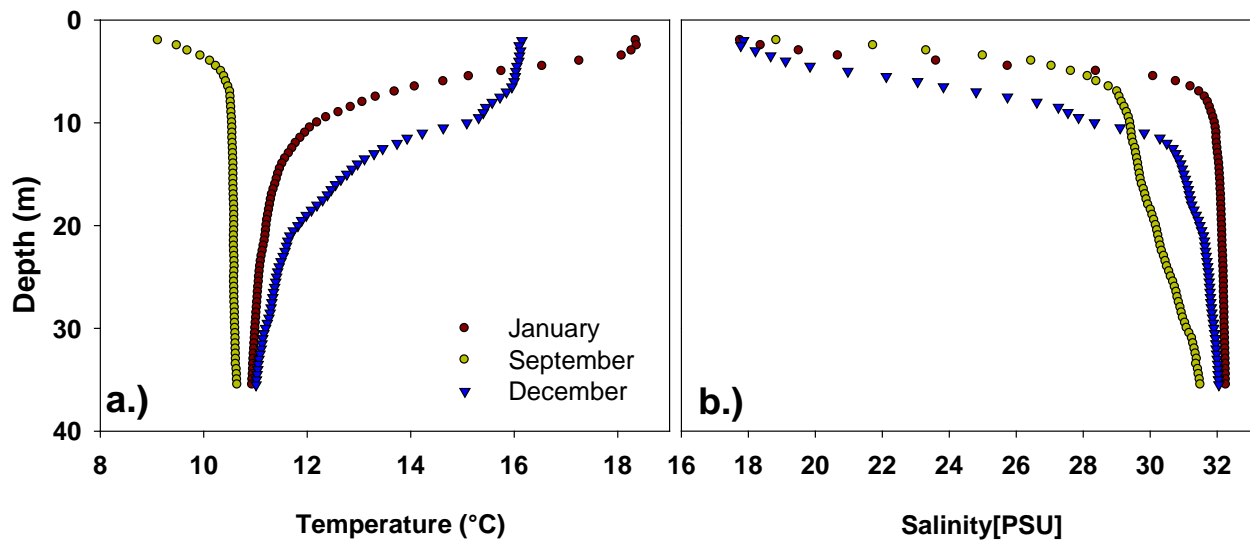 0
10
20
30
40
Depth (m)
January
September
December
a.)
b.)
8 10 12 14 16 18 16 18 20 22 24 26 28 30 32
Temperature (°C) Salinity[PSU]